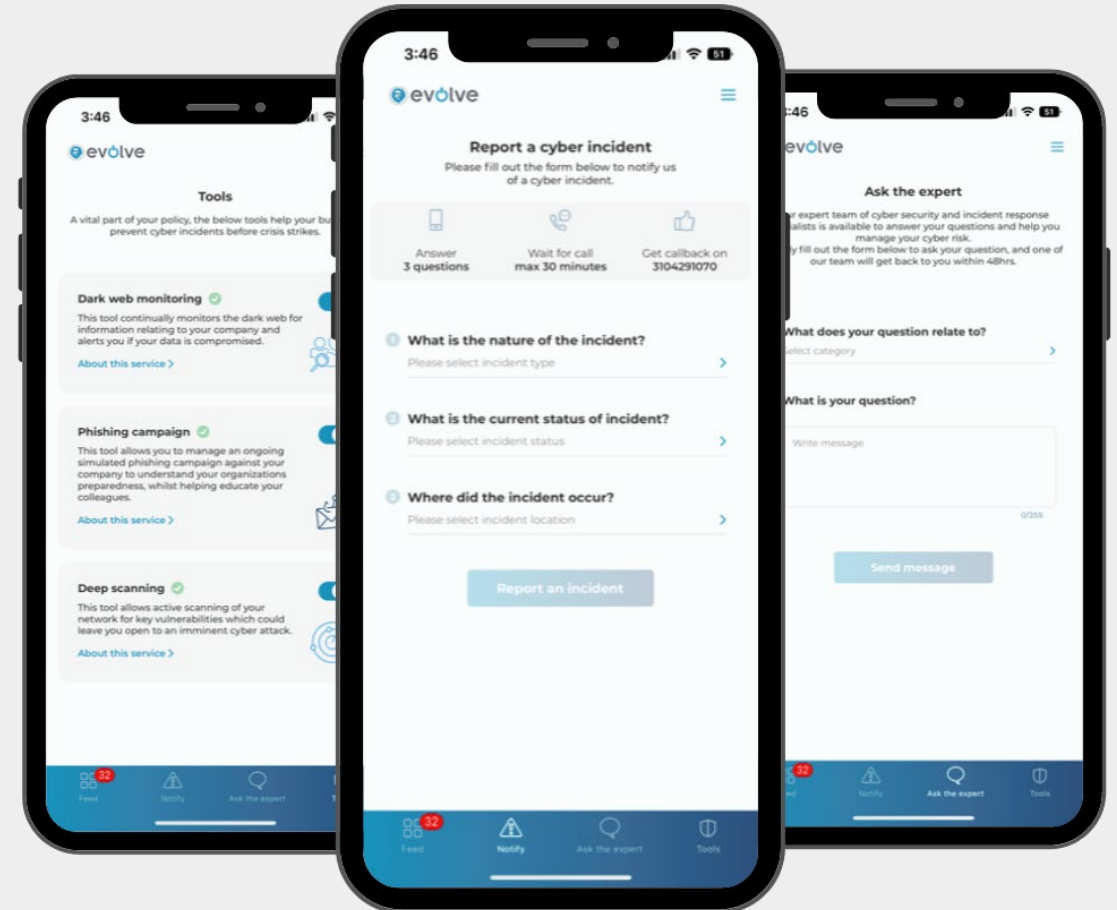 3:46
evolve
Tools
A vital part of your policy, the below tools help your
prevent cyber incidents before crisis strikes.
Dark web monitoring
This tool continually monitors the dark web for
information relating to your company and
alerts you if your data is compromised.
About this service >
Phishing campaign
This tool allows you to manage an ongoing
simulated phishing campaign against your
company to understand your organizations
preparedness, whilst helping educate your
colleagues.
About this service >
Deep scanning
This tool allows active scanning of your
network for key vulnerabilities which could
leave you open to an imminent cyber attack.
About this service >
32
Feed
Notify
Ask the expert
3:46
51
evolve
Report a cyber incident
Please fill out the form below to notify us
of a cyber incident.
Answer
3 questions
Wait for call
max 30 minutes
Get callback on
3104291070
1 What is the nature of the incident?
Please select incident type >
2 What is the current status of incident?
Please select incident status >
3 Where did the incident occur?
Please select incident location >
Report an incident
32
Feed
Notify
Ask the expert
Tools
:46
51
evolve
Ask the expert
expert team of cyber security and incident response
is available to answer your questions and help you
manage your cyber risk.
fill out the form below to ask your question, and one of
our team will get back to you within 48hrs.
What does your question relate to?
Select category >
What is your question?
Write message
0/255
Send message
32
Notify
Ask the expert
Tools